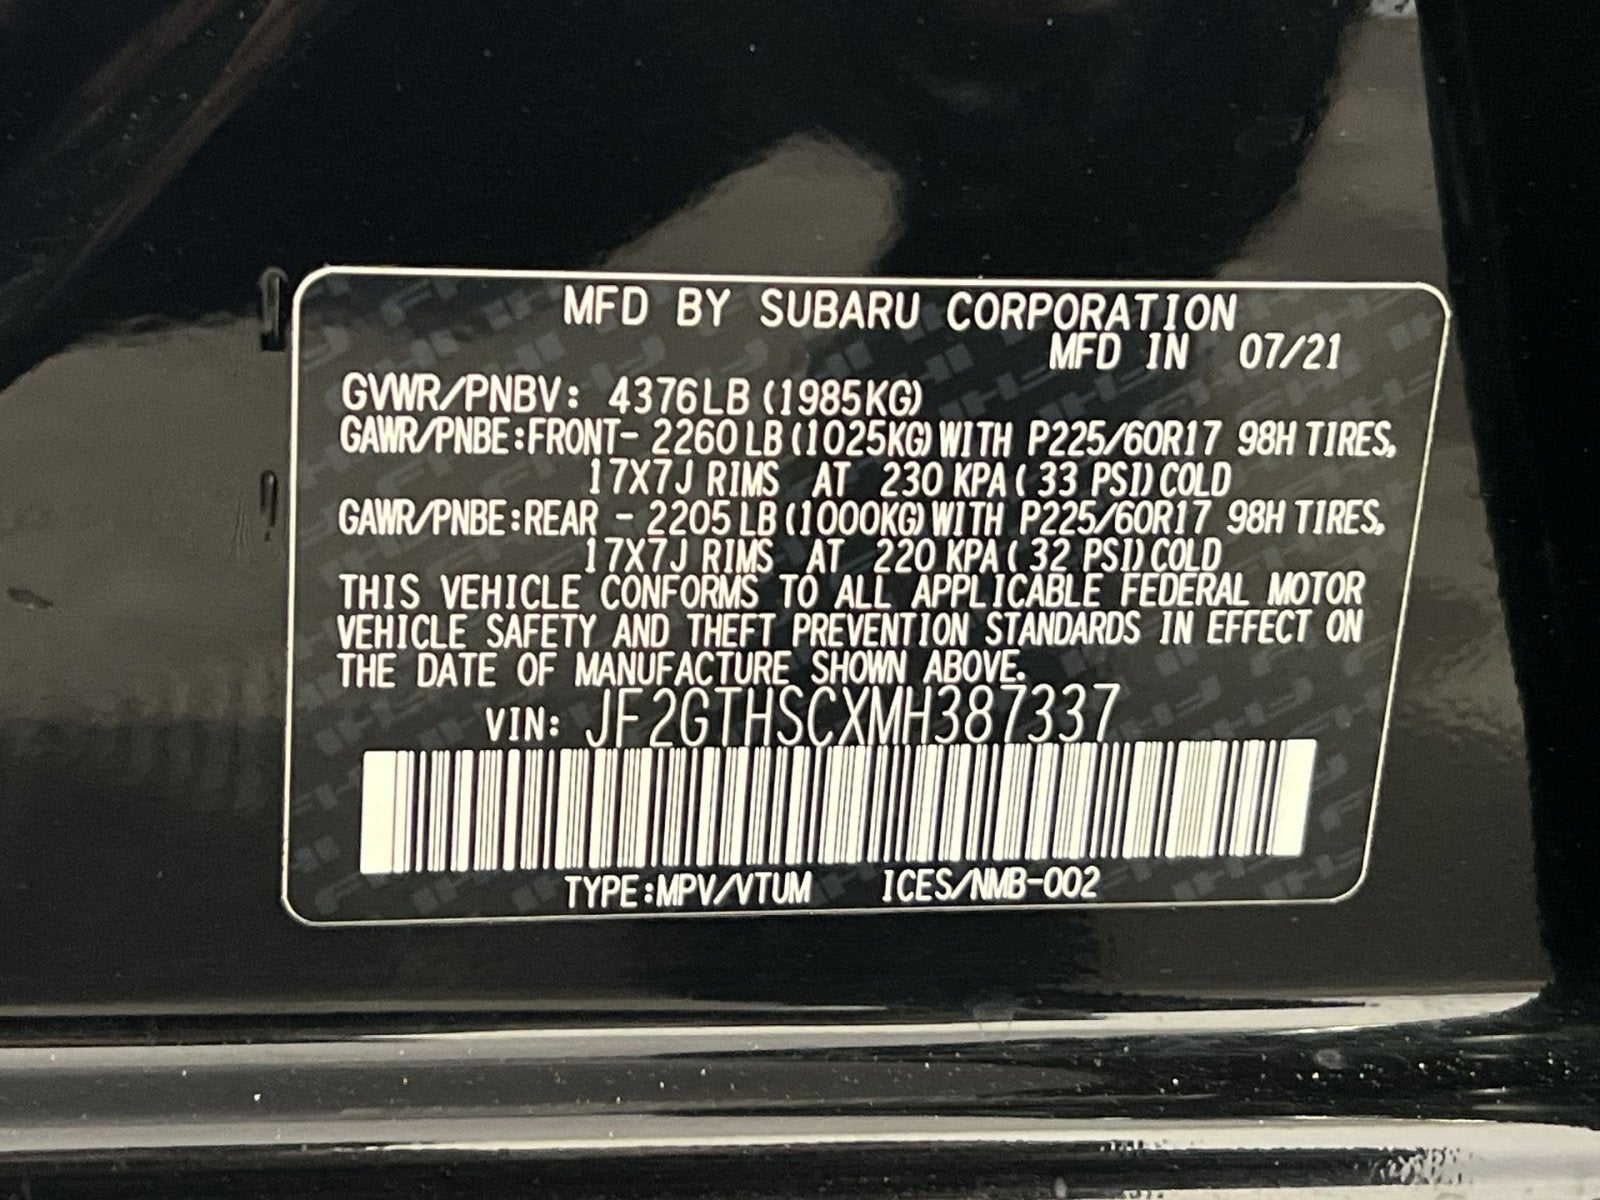 MFD BY SUBARU CORPORATION
MFD IN 07/21
GVWR/PNBV: 4376LB (1985KG)
GAWR/PNBE:FRONT- 2260 LB (1025KG) WITH P225/60R17 98H TIRES,
17X7J RIMS AT 230 KPA ( 33 PSI) COLD
GAWR/PNBE:REAR - 2205 LB (1000KG) WITH P225/60R17 98H TIRES,
17X7J RIMS AT 220 KPA ( 32 PSI) COLD
THIS VEHICLE CONFORMS TO ALL APPLICABLE FEDERAL MOTOR
VEHICLE SAFETY AND THEFT PREVENTION STANDARDS IN EFFECT ON
THE DATE OF MANUFACTURE SHOWN ABOVE.
VIN: JF2GTHSCXMH387337
TYPE:MPV/VTUM ICES/NMB-002